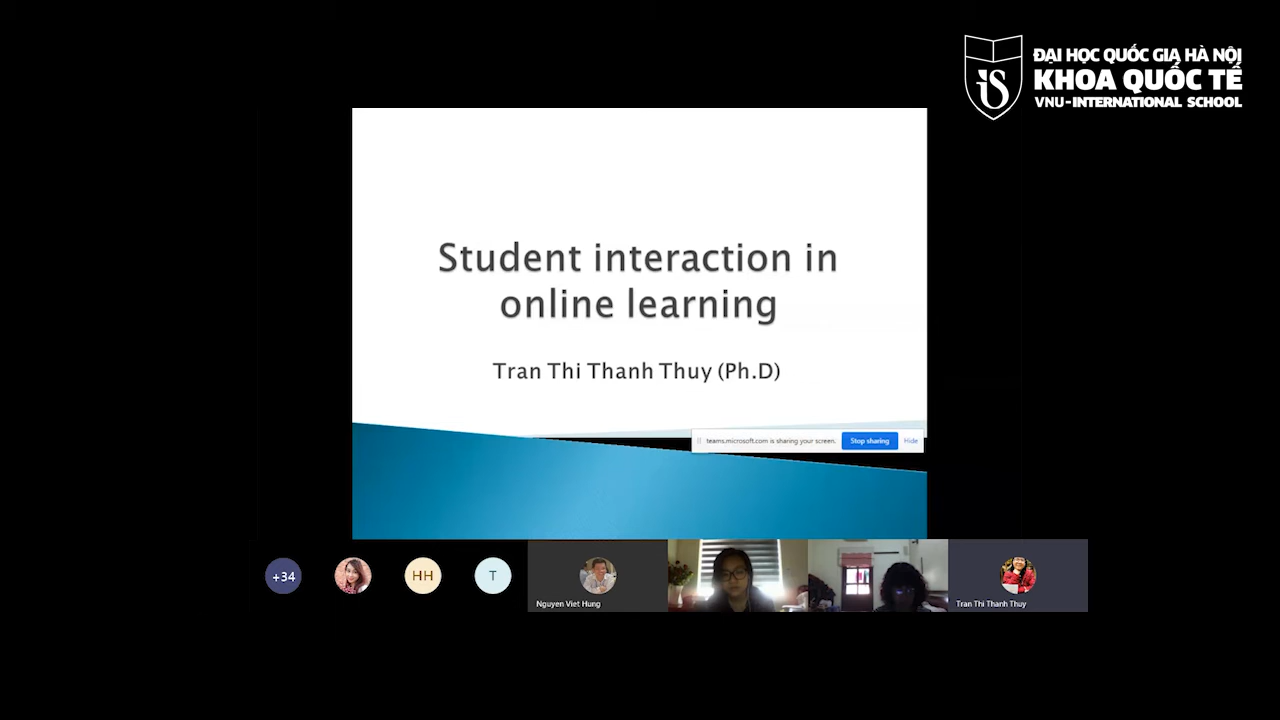 ĐẠI HỌC QUỐC GIA HÀ NỘI
KHOA QUỐC TẾ
VNU-INTERNATIONAL SCHOOL
iS
Student interaction in
online learning
Tran Thi Thanh Thuy (Ph.D)
teams.microsoft.com is sharing your screen.
Stop sharing
Hide
+34
HH
T
Nguyen Viet Hung
Tran Thi Thanh Thuy